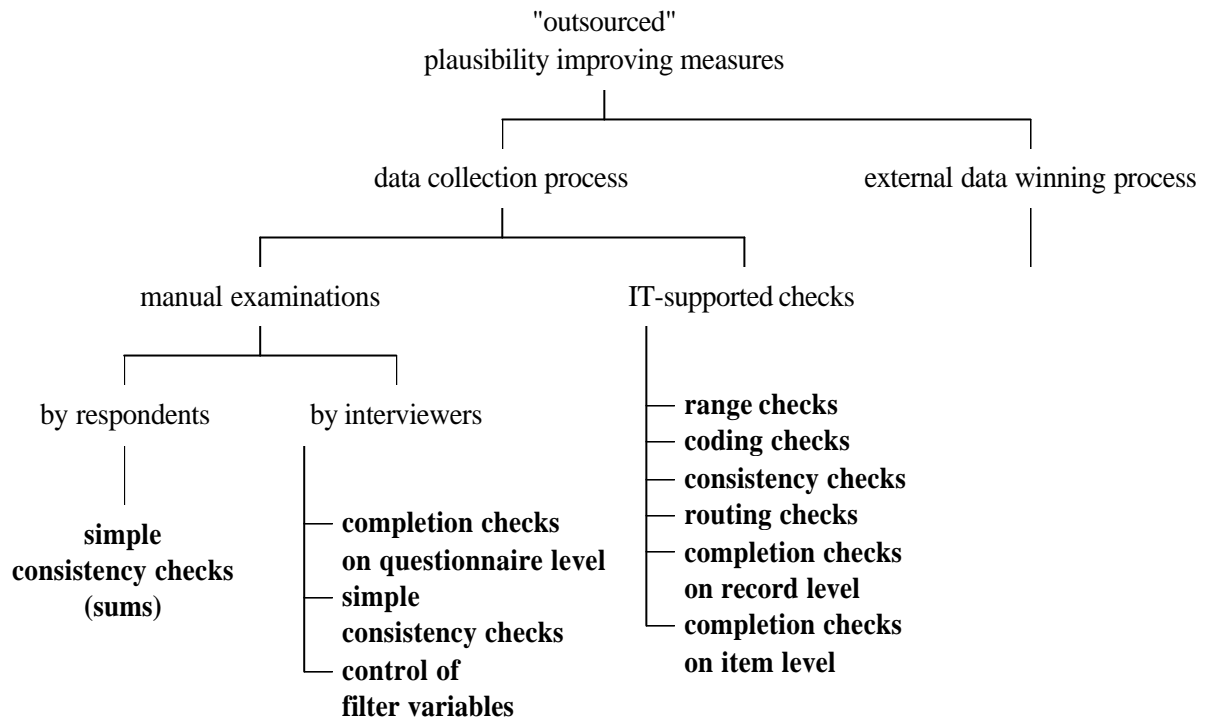 "outsourced"
plausibility improving measures
data collection process
external data winning process
manual examinations
IT-supported checks
by respondents
by interviewers
simple
consistency checks
(sums)
completion checks
on questionnaire level
simple
consistency checks
control of
filter variables
range checks
coding checks
consistency checks
routing checks
completion checks
on record level
completion checks
on item level